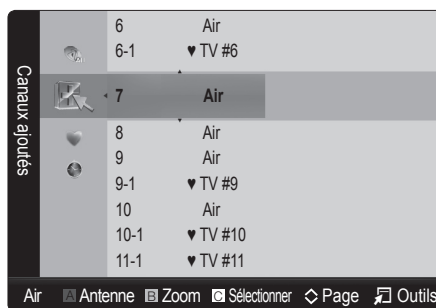 Canaux ajoutés
6 Air
6-1 ♥ TV #6
7 Air
8 Air
9 Air
9-1 ♥ TV #9
10 Air
10-1 ♥ TV #10
11-1 ♥ TV #11
Air A Antenne B Zoom C Sélectionner Page Outils